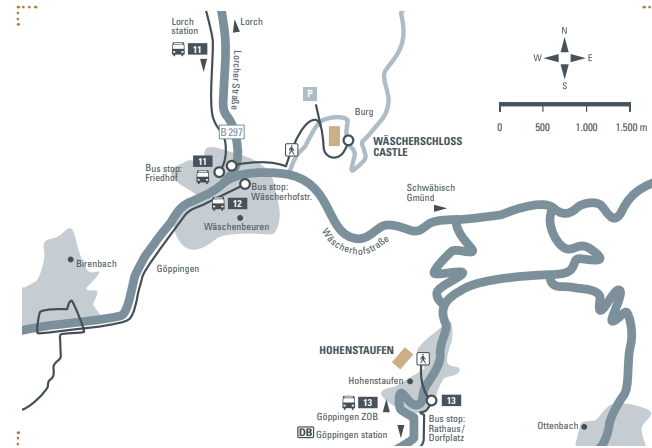 Lorch
station
11
Lorch
Lorcher Straße
B 297
P
Burg
WÄSCHERSCHLOSS
CASTLE
N
W
E
S
0
500
1.000
1.500 m
11
Bus stop:
Friedhof
Bus stop:
Wäscherhofstr.
12
Wäschenbeuren
Schwäbisch
Gmünd
Wäscherhofstraße
Birenbach
Göppingen
HOHENSTAUFEN
Hohenstaufen
13
13
Göppingen ZOB
DB Göppingen station
Bus stop:
Rathaus/
Dorfplatz
Ottenbach